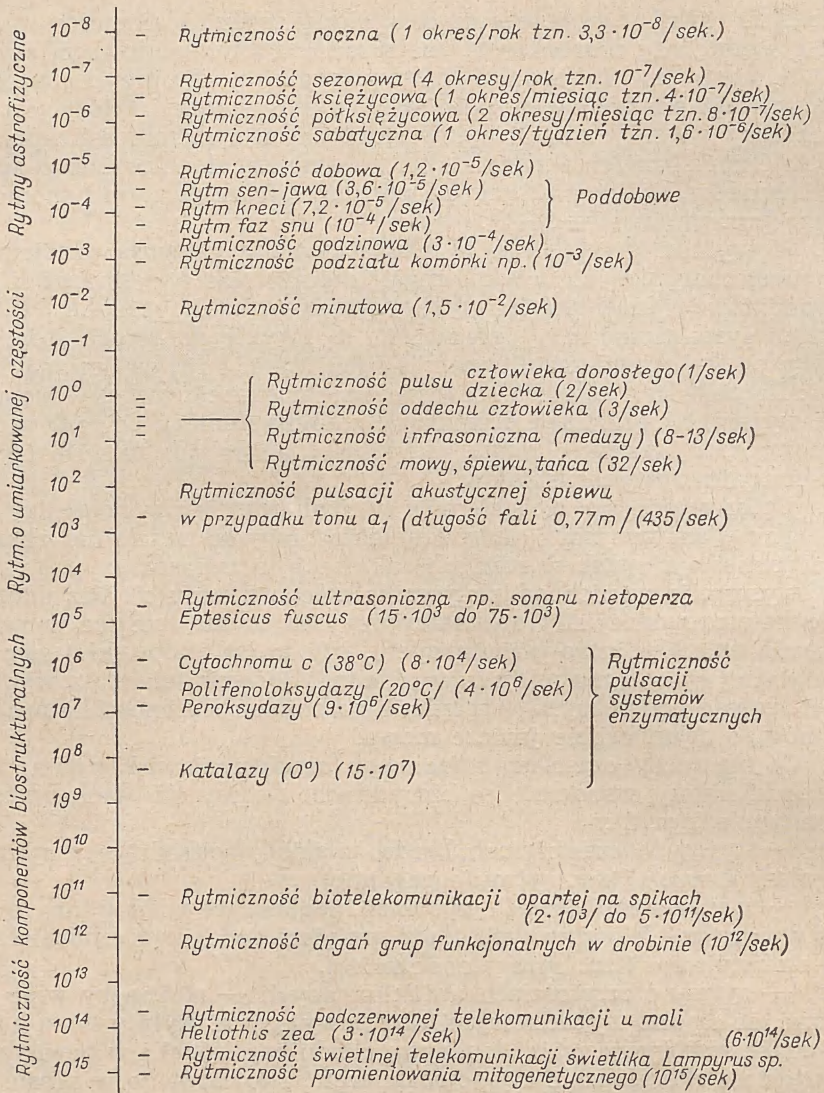 Rytmy astrofizyczne
Rytm. o umiarkowanej częstości
Rytmiczność komponentów biostrukturalnych
10⁻⁸ – Rytmiczność roczna (1 okres/rok tzn. 3,3·10⁻⁸/sek.)
10⁻⁷ – Rytmiczność sezonowa (4 okresy/rok tzn. 10⁻⁷/sek)
– Rytmiczność księżycowa (1 okres/miesiąc tzn. 4·10⁻⁷/sek)
10⁻⁶ – Rytmiczność półksiężycowa (2 okresy/miesiąc tzn. 8·10⁻⁷/sek)
– Rytmiczność sabatyczna (1 okres/tydzień tzn. 1,6·10⁻⁶/sek)
10⁻⁵ – Rytmiczność dobowa (1,2·10⁻⁵/sek)
– Rytm sen-jawa (3,6·10⁻⁵/sek)
10⁻⁴ – Rytm kreci (7,2·10⁻⁵/sek)
– Rytm faz snu (10⁻⁴/sek)
Poddobowe
– Rytmiczność godzinowa (3·10⁻⁴/sek)
10⁻³ – Rytmiczność podziału komórki np. (10⁻³/sek)
10⁻² – Rytmiczność minutowa (1,5·10⁻²/sek)
10⁻¹
Rytmiczność pulsu człowieka dorosłego (1/sek)
10⁰ dziecka (2/sek)
Rytmiczność oddechu człowieka (3/sek)
10¹ Rytmiczność infrasoniczna (meduzy) (8-13/sek)
Rytmiczność mowy, śpiewu, tańca (32/sek)
10² Rytmiczność pulsacji akustycznej śpiewu
10³ – w przypadku tonu a₁ (długość fali 0,77m/(435/sek)
10⁴
– Rytmiczność ultrasoniczna np. sonaru nietoperza
10⁵ Eptesicus fuscus (15·10³ do 75·10³)
10⁶ – Cytochromu c (38°C) (8·10⁴/sek)
– Polifenoloksydazy (20°C/ (4·10⁶/sek)
10⁷ – Peroksydazy (9·10⁶/sek)
Rytmiczność
pulsacji
systemów
enzymatycznych
10⁸
– Katalazy (0°) (15·10⁷)
19⁹
10¹⁰
10¹¹ – Rytmiczność biotelekomunikacji opartej na spikach
(2·10³/ do 5·10¹¹/sek)
10¹² – Rytmiczność drgań grup funkcjonalnych w drobinie (10¹²/sek)
10¹³
– Rytmiczność podczerwonej telekomunikacji u moli
10¹⁴ Heliothis zea (3·10¹⁴/sek) (6·10¹⁴/sek)
– Rytmiczność świetlnej telekomunikacji świetlika Lampyrus sp.
10¹⁵ – Rytmiczność promieniowania mitogenetycznego (10¹⁵/sek)